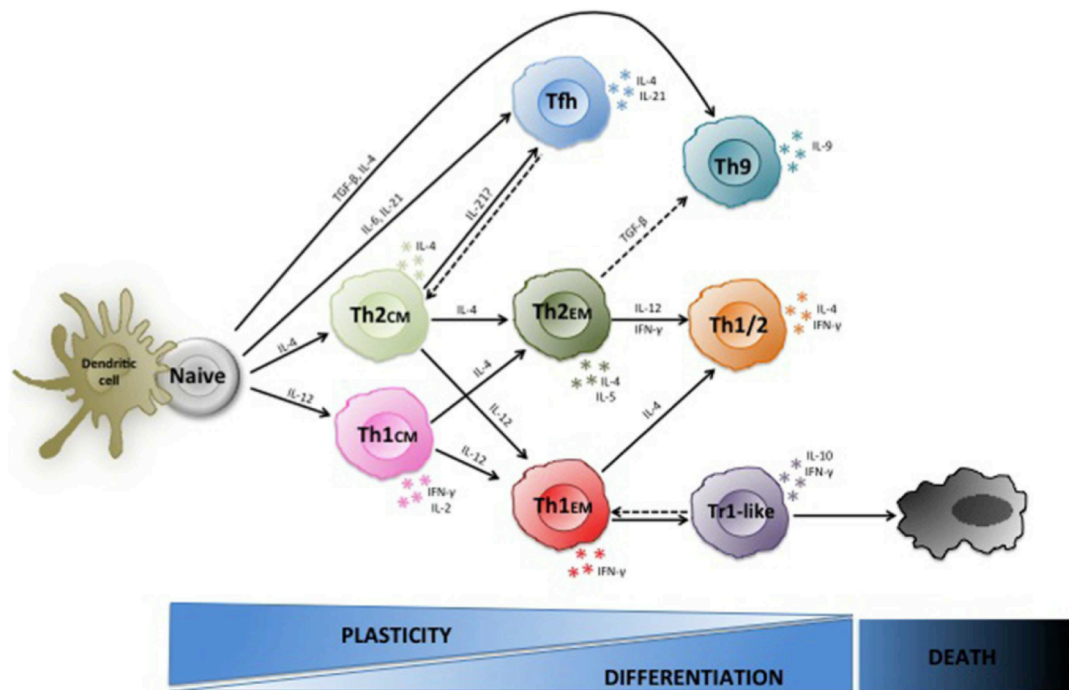 IL-4
Tfh
IL-21
IL-9
Th9
TGF-β, IL-4
IL-6, IL-21
IL-21?
TGF-β
IL-4
Th2CM
IL-4
Th2EM
IL-12
IFN-γ
Th1/2
IL-4
IFN-γ
Dendritic
cell
Naive
IL-4
IL-4
IL-4
IL-5
IL-12
IL-12
IL-4
Th1CM
IL-12
IFN-γ
IL-2
Th1EM
IFN-γ
IL-10
IFN-γ
Tr1-like
PLASTICITY
DIFFERENTIATION
DEATH